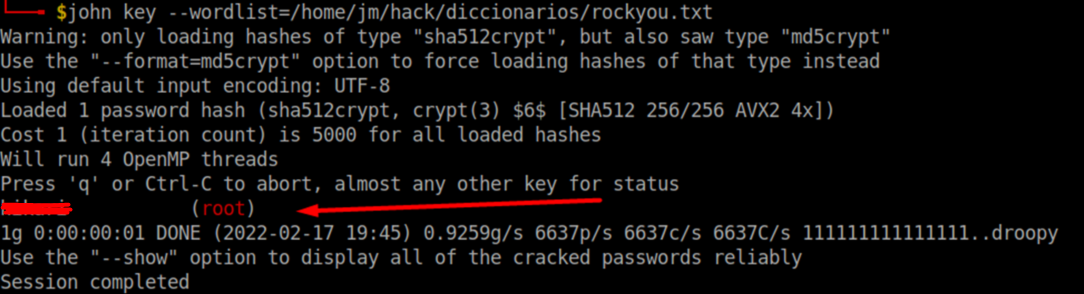 $john key --wordlist=/home/jm/hack/diccionarios/rockyou.txt
Warning: only loading hashes of type "sha512crypt", but also saw type "md5crypt"
Use the "--format=md5crypt" option to force loading hashes of that type instead
Using default input encoding: UTF-8
Loaded 1 password hash (sha512crypt, crypt(3) $6$ [SHA512 256/256 AVX2 4x])
Cost 1 (iteration count) is 5000 for all loaded hashes
Will run 4 OpenMP threads
Press 'q' or Ctrl-C to abort, almost any other key for status
(root)
1g 0:00:00:01 DONE (2022-02-17 19:45) 0.9259g/s 6637p/s 6637c/s 6637C/s 111111111111111..droopy
Use the "--show" option to display all of the cracked passwords reliably
Session completed